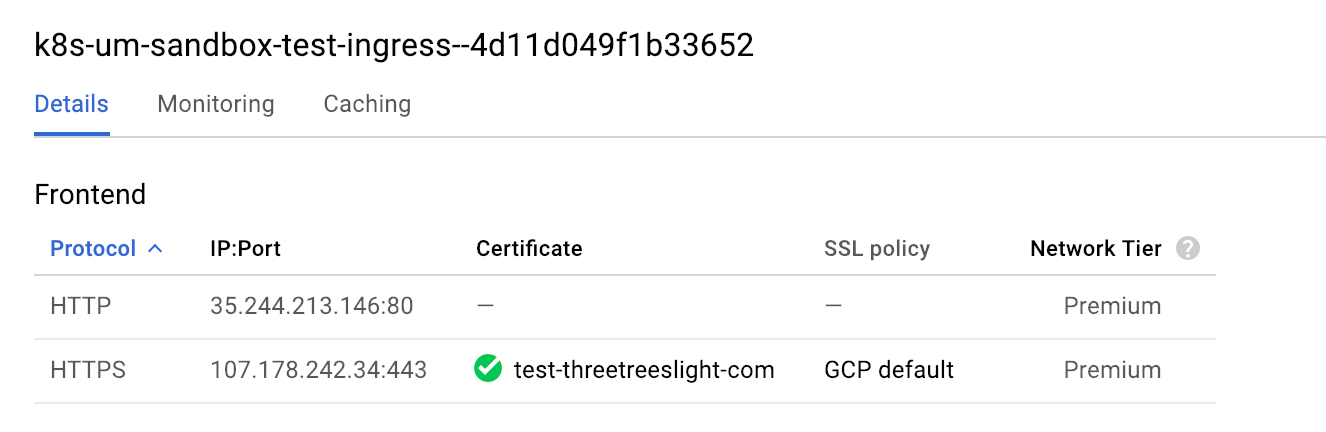 k8s-um-sandbox-test-ingress--4d11d049f1b33652
Details Monitoring Caching
Frontend
Protocol IP:Port Certificate SSL policy Network Tier ?
HTTP 35.244.213.146:80 — — Premium
HTTPS 107.178.242.34:443 test-threetreeslight-com GCP default Premium